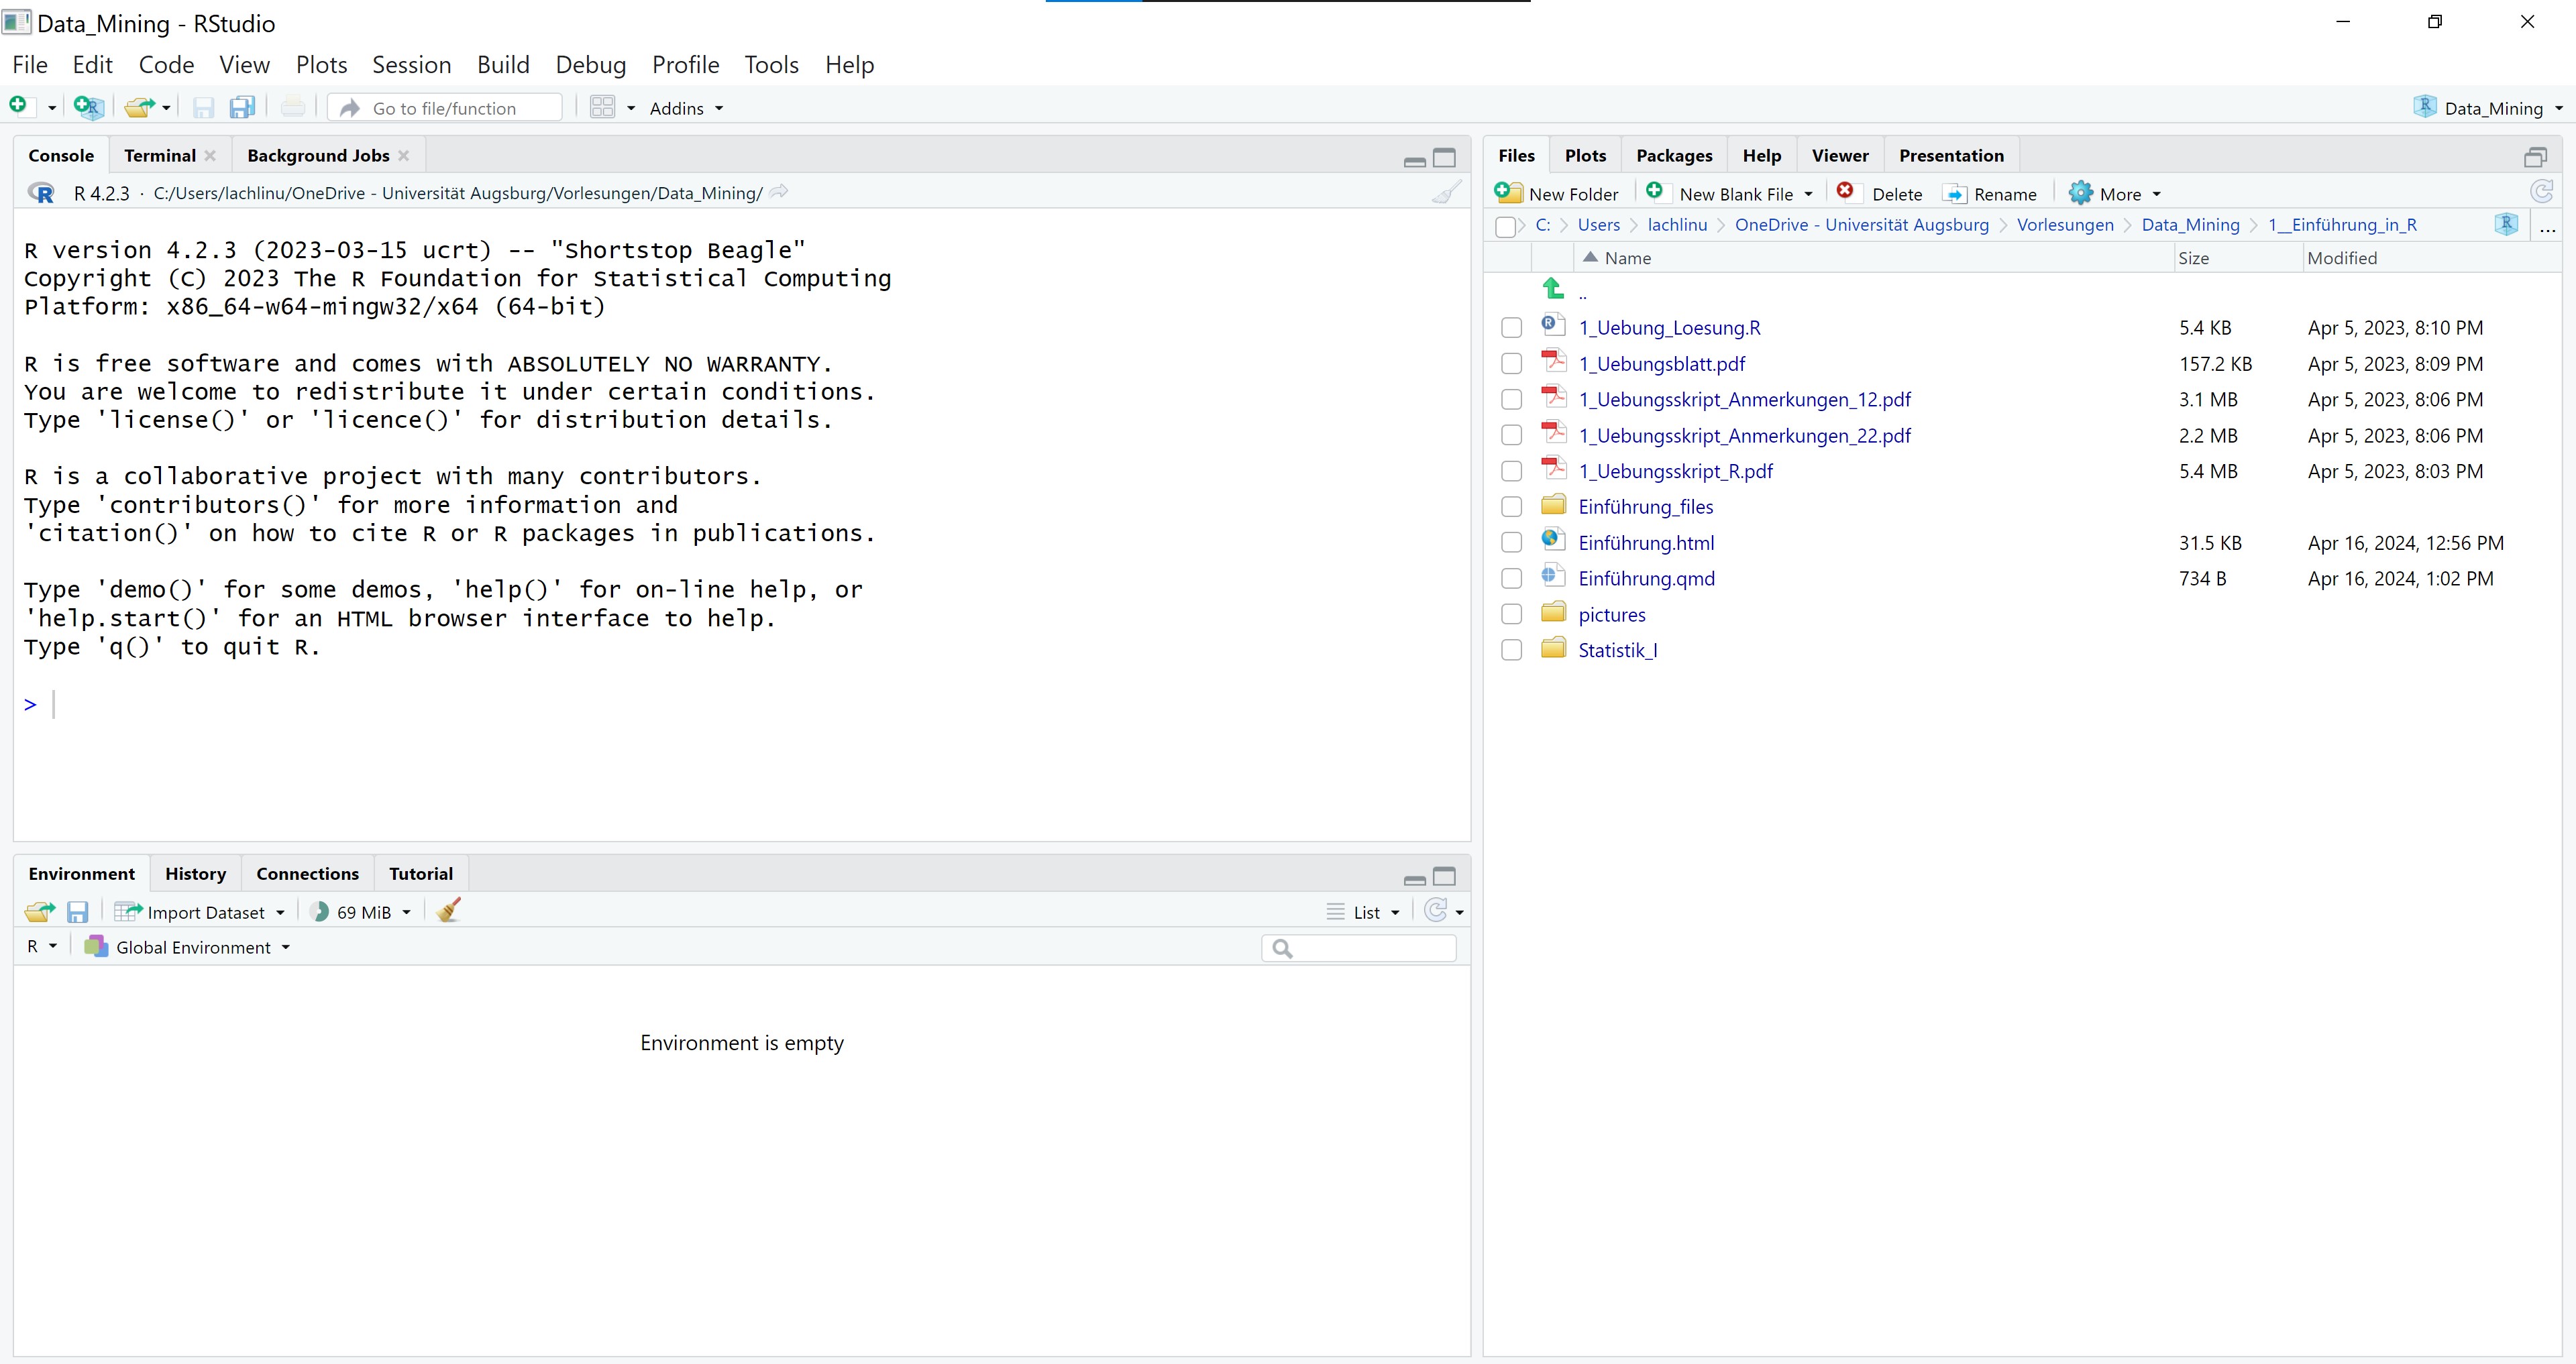 Data_Mining - RStudio
File Edit Code View Plots Session Build Debug Profile Tools Help
Go to file/function Addins Data_Mining
Console Terminal Background Jobs
R 4.2.3 · C:/Users/lachlinu/OneDrive - Universität Augsburg/Vorlesungen/Data_Mining/
R version 4.2.3 (2023-03-15 ucrt) -- "Shortstop Beagle"
Copyright (C) 2023 The R Foundation for Statistical Computing
Platform: x86_64-w64-mingw32/x64 (64-bit)
R is free software and comes with ABSOLUTELY NO WARRANTY.
You are welcome to redistribute it under certain conditions.
Type 'license()' or 'licence()' for distribution details.
R is a collaborative project with many contributors.
Type 'contributors()' for more information and
'citation()' on how to cite R or R packages in publications.
Type 'demo()' for some demos, 'help()' for on-line help, or
'help.start()' for an HTML browser interface to help.
Type 'q()' to quit R.
>
Environment History Connections Tutorial
Import Dataset 69 MiB List
R Global Environment
Environment is empty
Files Plots Packages Help Viewer Presentation
New Folder New Blank File Delete Rename More
C: Users lachlinu OneDrive - Universität Augsburg Vorlesungen Data_Mining 1__Einführung_in_R ...
Name Size Modified
..
1_Uebung_Loesung.R 5.4 KB Apr 5, 2023, 8:10 PM
1_Uebungsblatt.pdf 157.2 KB Apr 5, 2023, 8:09 PM
1_Uebungsskript_Anmerkungen_12.pdf 3.1 MB Apr 5, 2023, 8:06 PM
1_Uebungsskript_Anmerkungen_22.pdf 2.2 MB Apr 5, 2023, 8:06 PM
1_Uebungsskript_R.pdf 5.4 MB Apr 5, 2023, 8:03 PM
Einführung_files
Einführung.html 31.5 KB Apr 16, 2024, 12:56 PM
Einführung.qmd 734 B Apr 16, 2024, 1:02 PM
pictures
Statistik_I